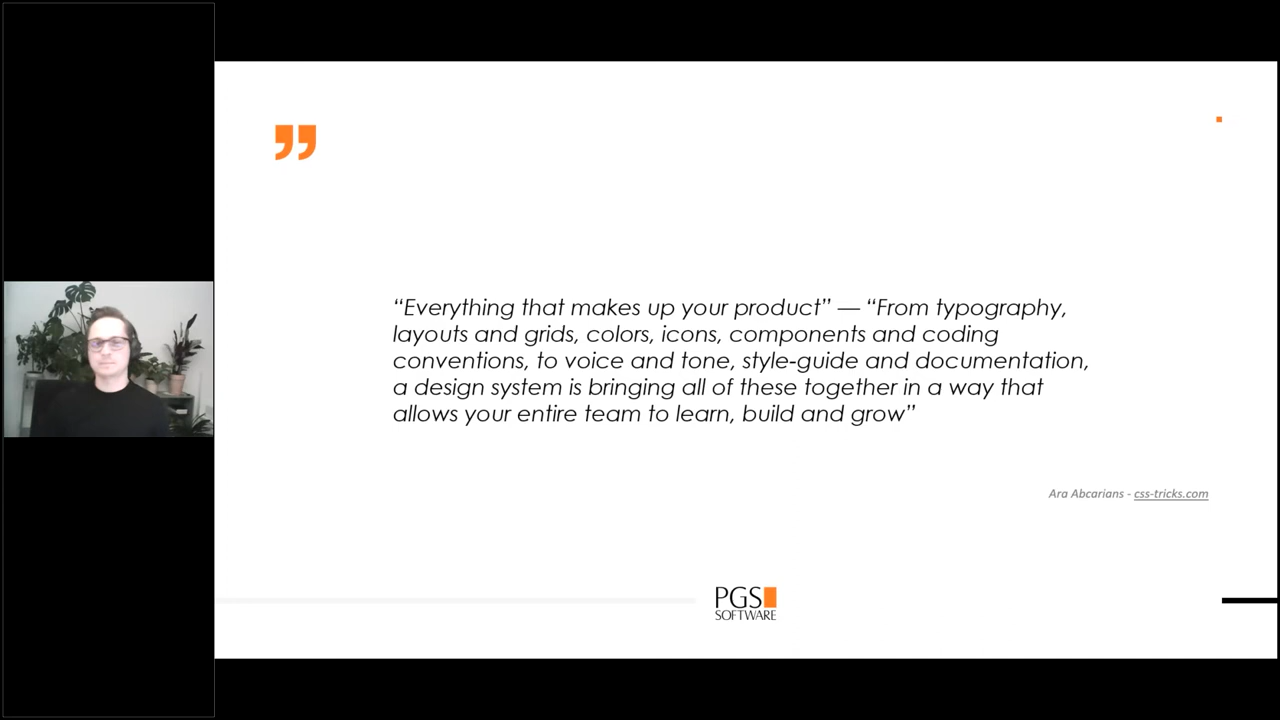 ”
“Everything that makes up your product” — “From typography,
layouts and grids, colors, icons, components and coding
conventions, to voice and tone, style-guide and documentation,
a design system is bringing all of these together in a way that
allows your entire team to learn, build and grow”
Ara Abcarians - css-tricks.com
PGS
SOFTWARE